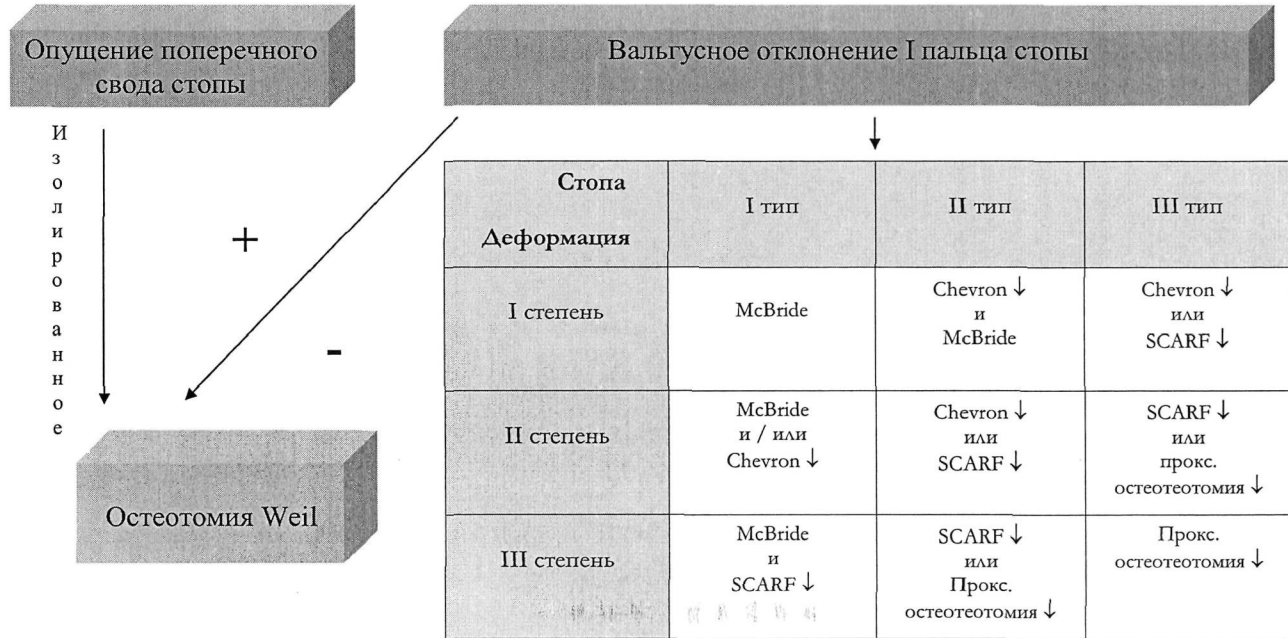 Опущение поперечного
свода стопы
Вальгусное отклонение I пальца стопы
Изолированное
+
-
Остеотомия Weil
Стопа
Деформация
I тип
II тип
III тип
I степень
McBride
Chevron ↓
и
McBride
Chevron ↓
или
SCARF ↓
II степень
McBride
и / или
Chevron ↓
Chevron ↓
или
SCARF ↓
SCARF ↓
или
прокс.
остеотеотомия ↓
III степень
McBride
и
SCARF ↓
SCARF ↓
или
Прокс.
остеотеотомия ↓
Прокс.
остеотеотомия ↓